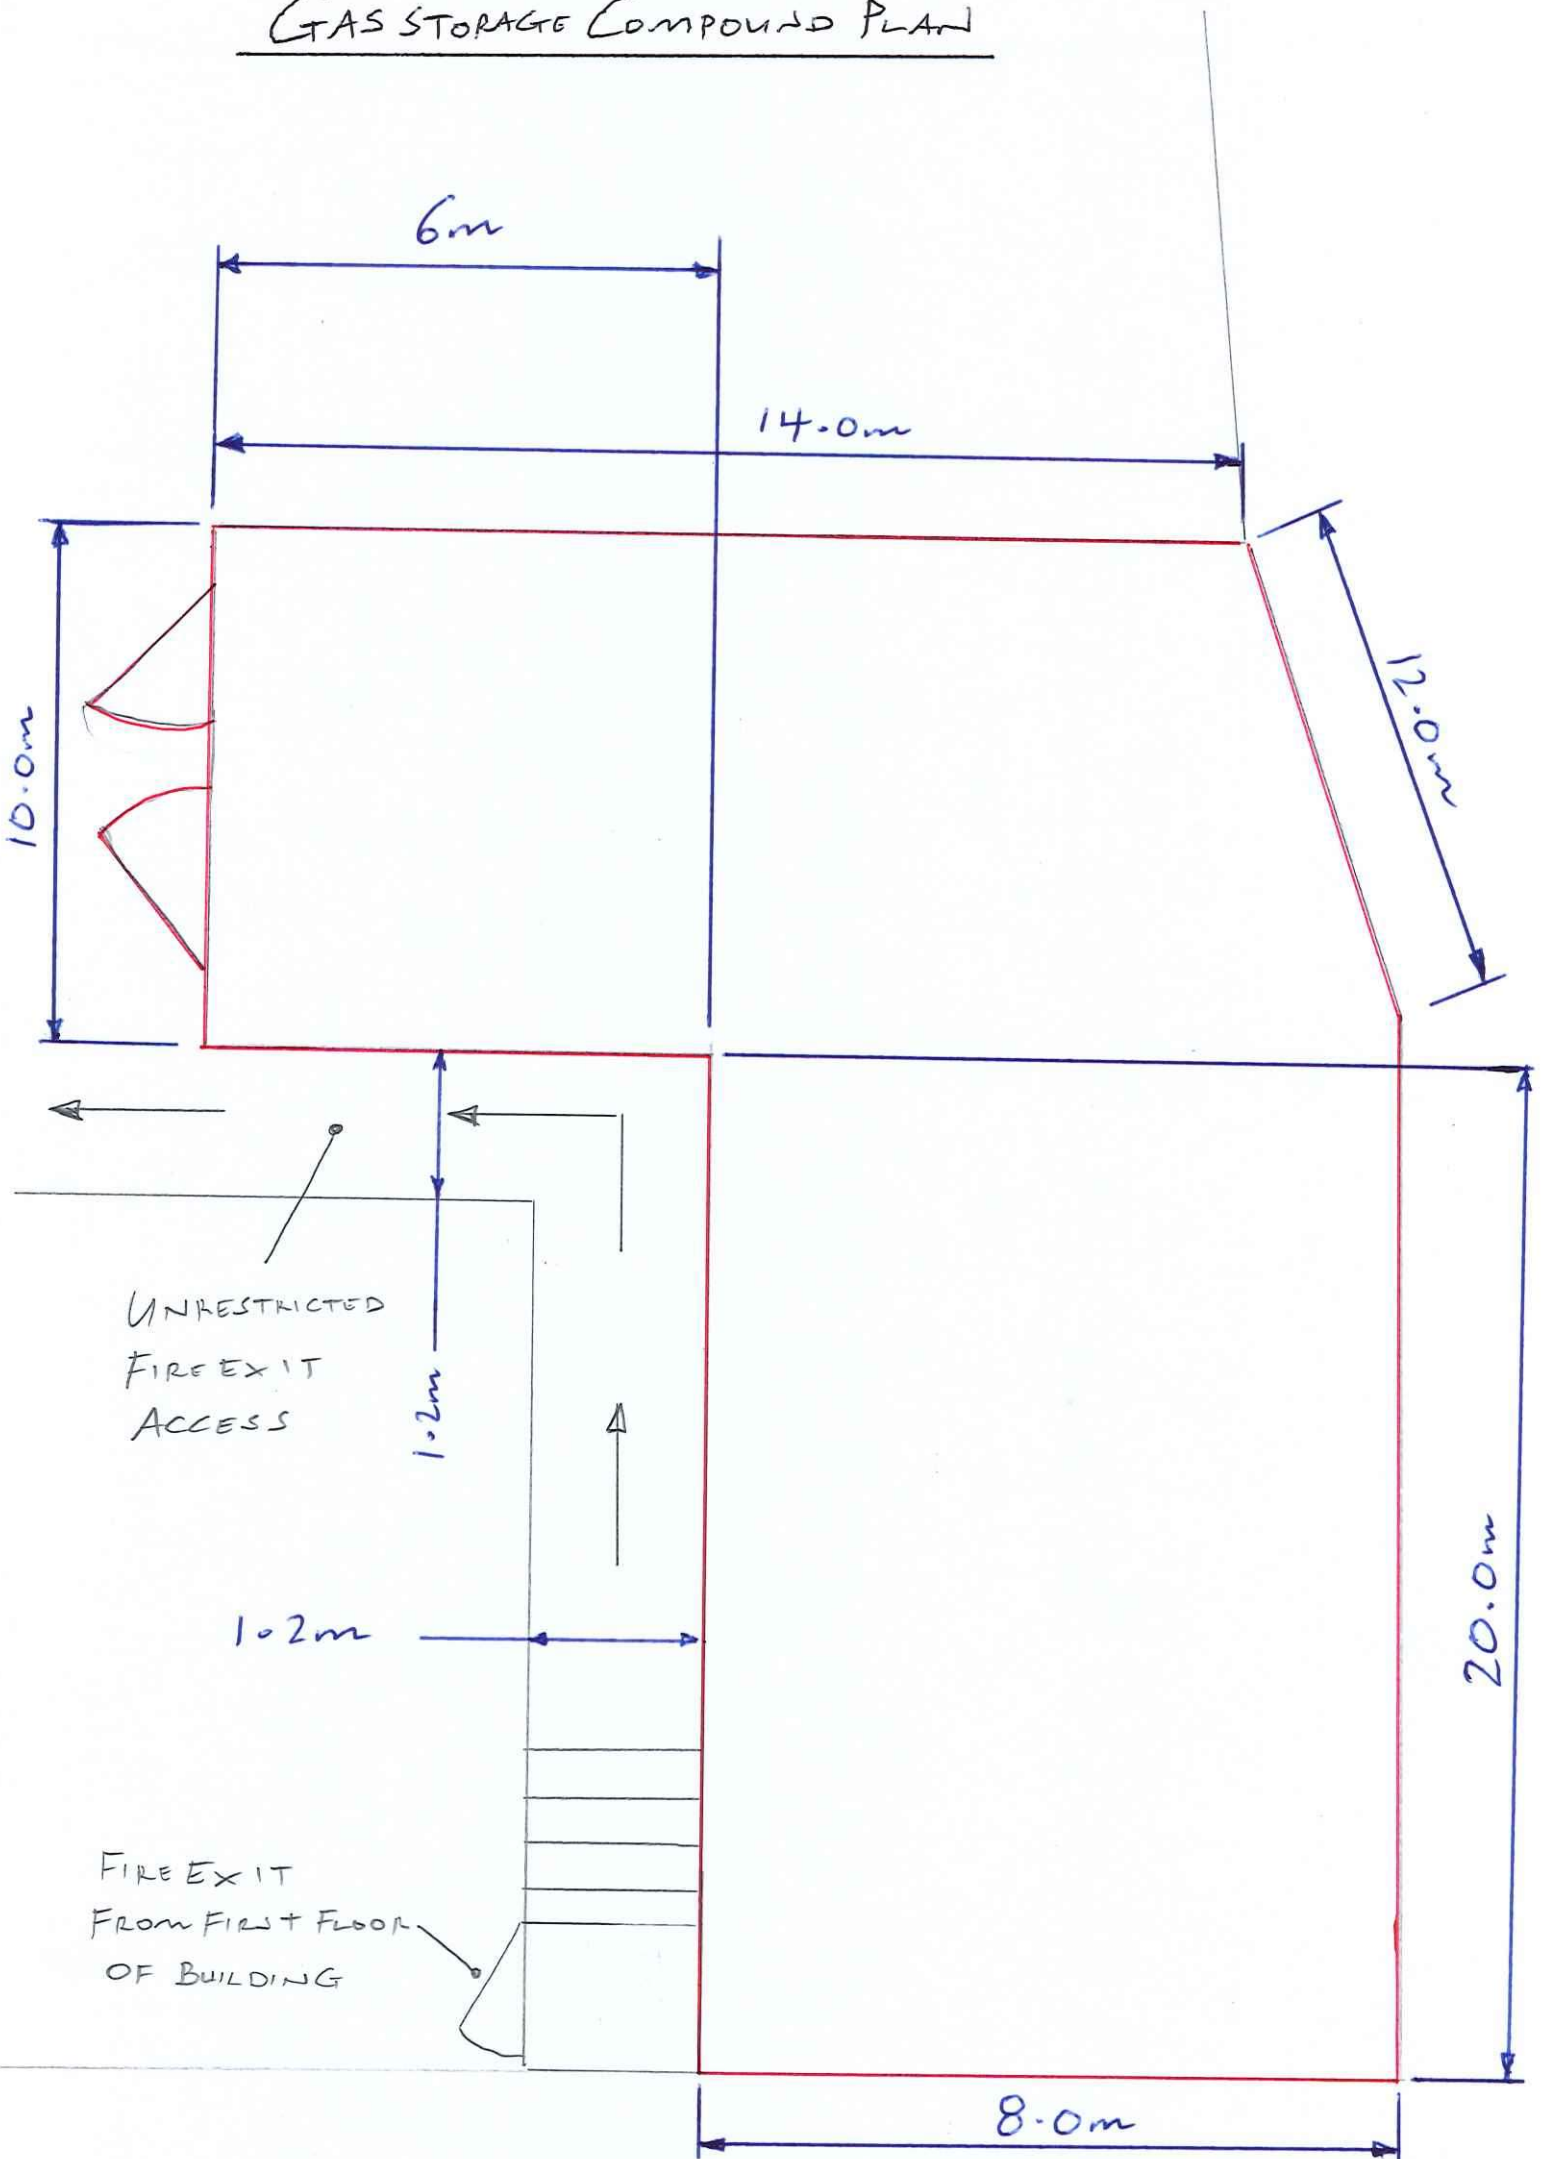 GAS STORAGE COMPOUND PLAN
6m
14.0m
12.0m
10.0m
UNRESTRICTED
FIRE EXIT
ACCESS
1.2m
1.2m
20.0m
FIRE EXIT
FROM FIRST FLOOR
OF BUILDING
8.0m